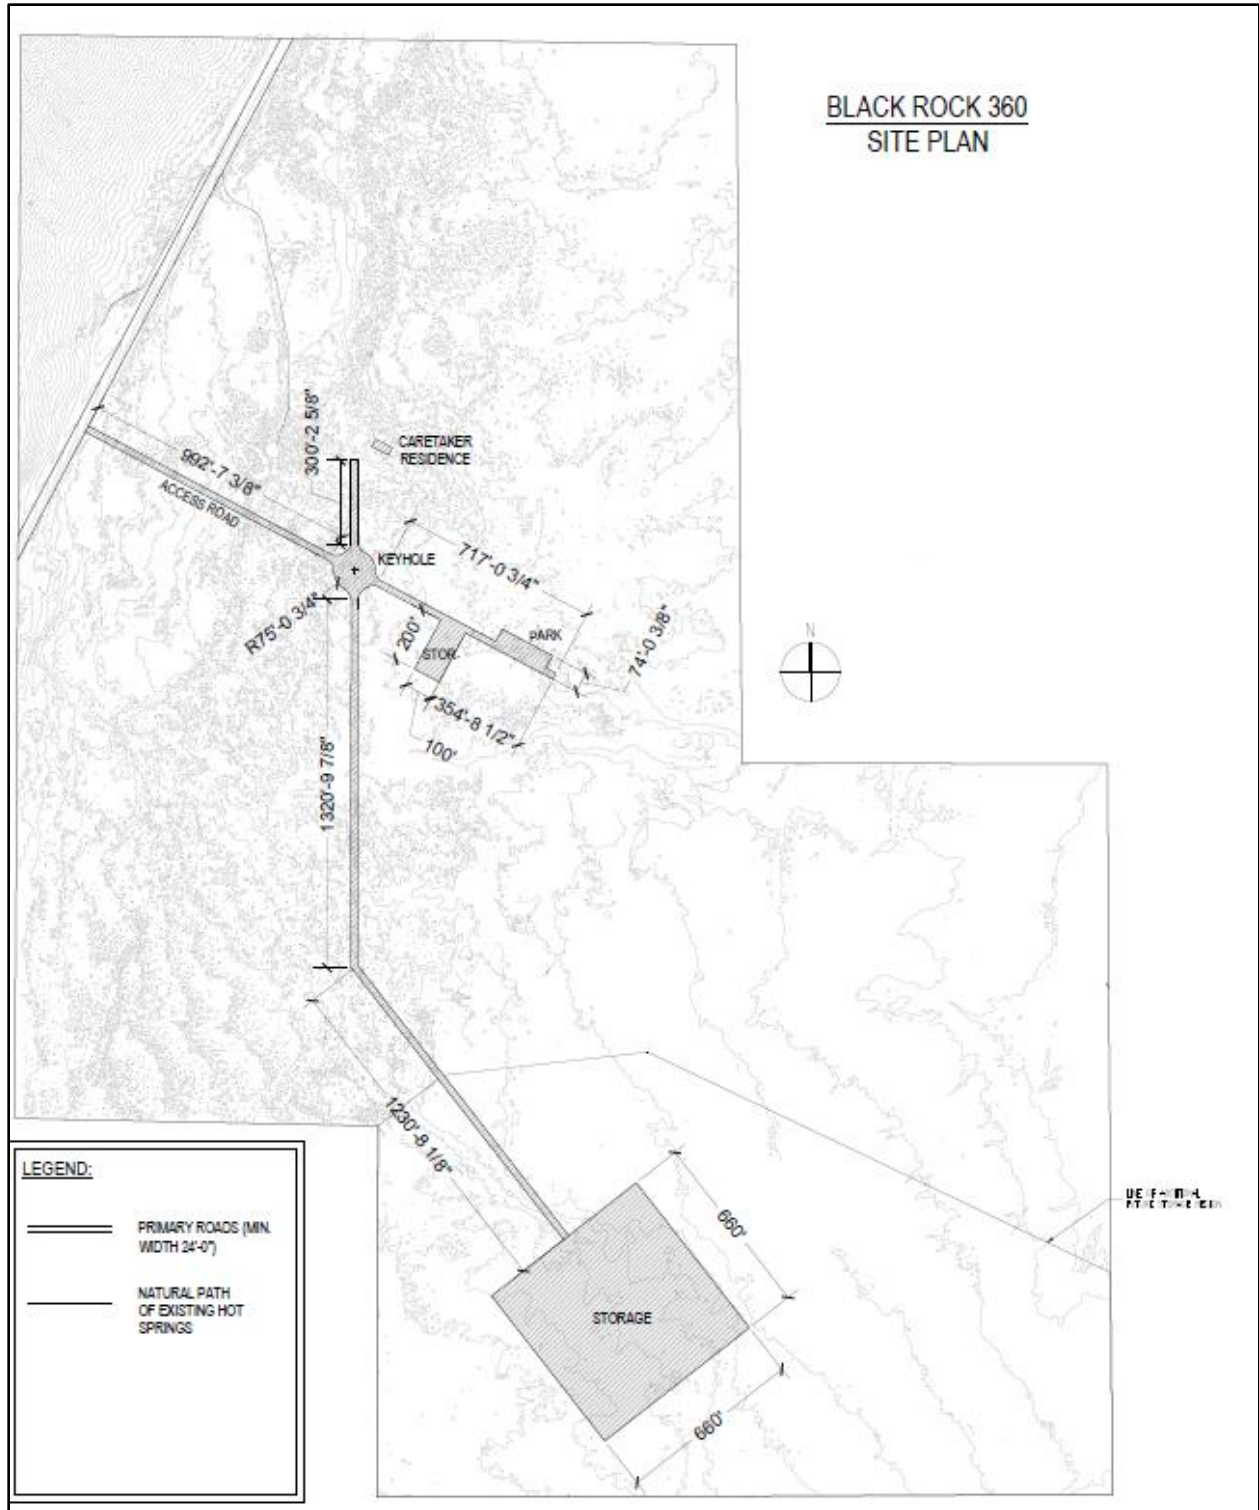 BLACK ROCK 360
SITE PLAN
300'-2 5/8"
CARETAKER
RESIDENCE
992'-7 3/8"
ACCESS ROAD
KEYHOLE
717'-0 3/4"
R75'-0 3/4"
200'
STOR.
PARK
74'-0 3/8"
N
354'-8 1/2"
100'
1320'-9 7/8"
1230'-8 1/8"
LEGEND:
PRIMARY ROADS (MIN.
WIDTH 24'-0")
NATURAL PATH
OF EXISTING HOT
SPRINGS
660'
STORAGE
660'